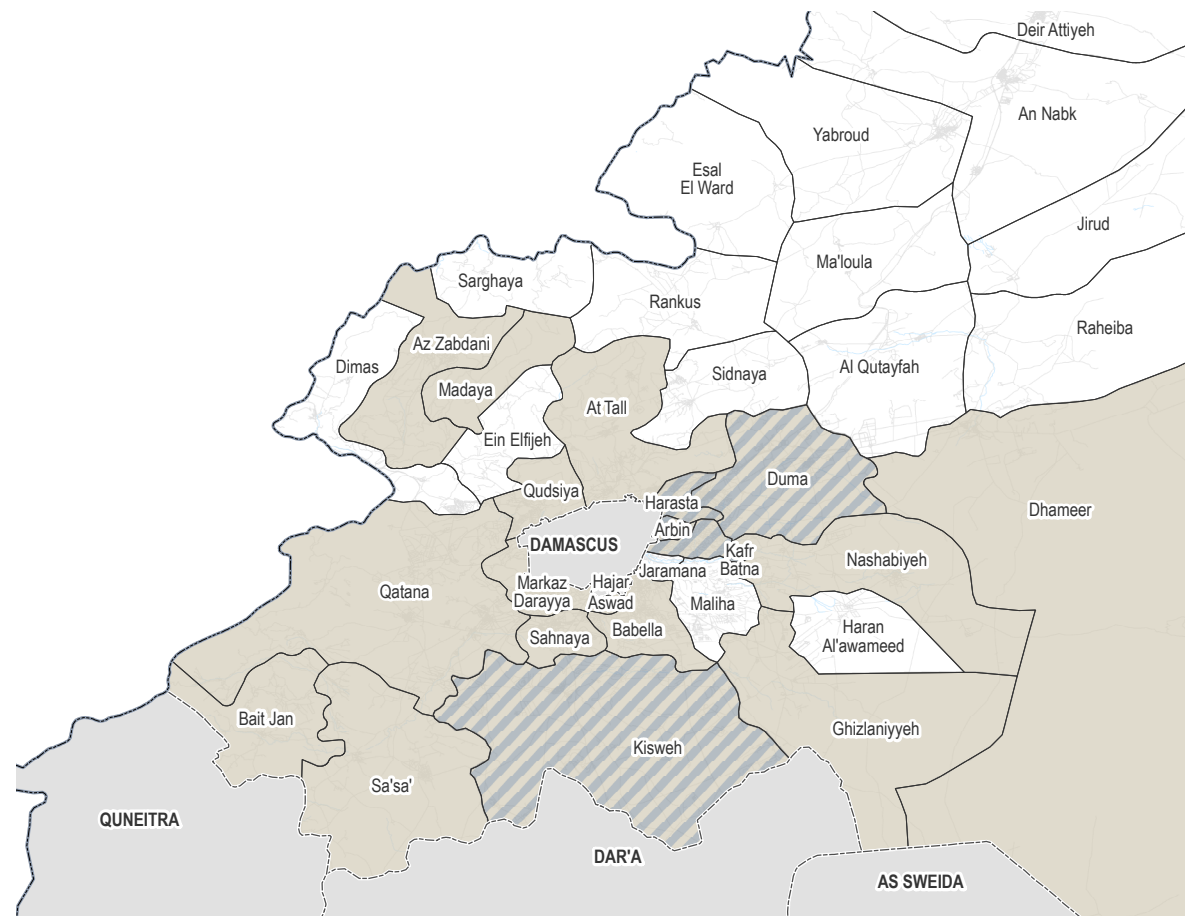 Deir Attiyeh
An Nabk
Yabroud
Esal
El Ward
Jirud
Ma'loula
Sarghaya
Rankus
Raheiba
Az Zabdani
Dimas
Al Qutayfah
Sidnaya
Madaya
At Tall
Ein Elfijeh
Duma
Qudsiya
Harasta
Dhameer
Arbin
DAMASCUS
Kafr
Batna
Nashabiyeh
Jaramana
Markaz
Darayya
Hajar
Aswad
Qatana
Maliha
Haran
Al'awameed
Babella
Sahnaya
Bait Jan
Ghizlaniyyeh
Kisweh
Sa'sa'
QUNEITRA
DAR'A
AS SWEIDA